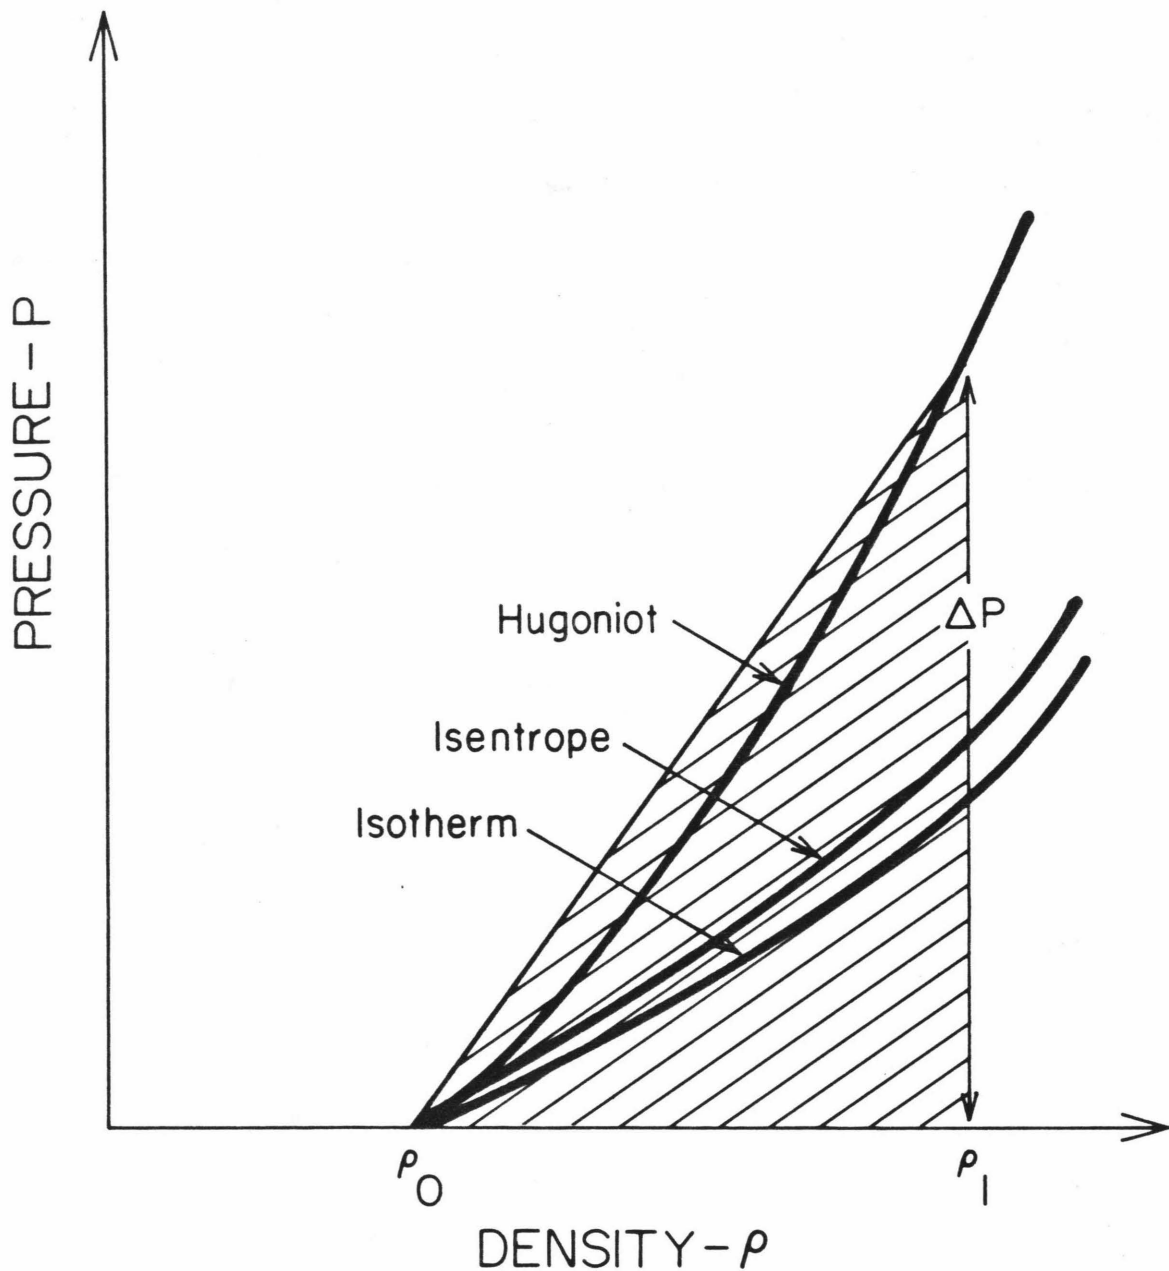 PRESSURE - P
Hugoniot
ΔP
Isentrope
Isotherm
ρ0
ρ1
DENSITY - ρ